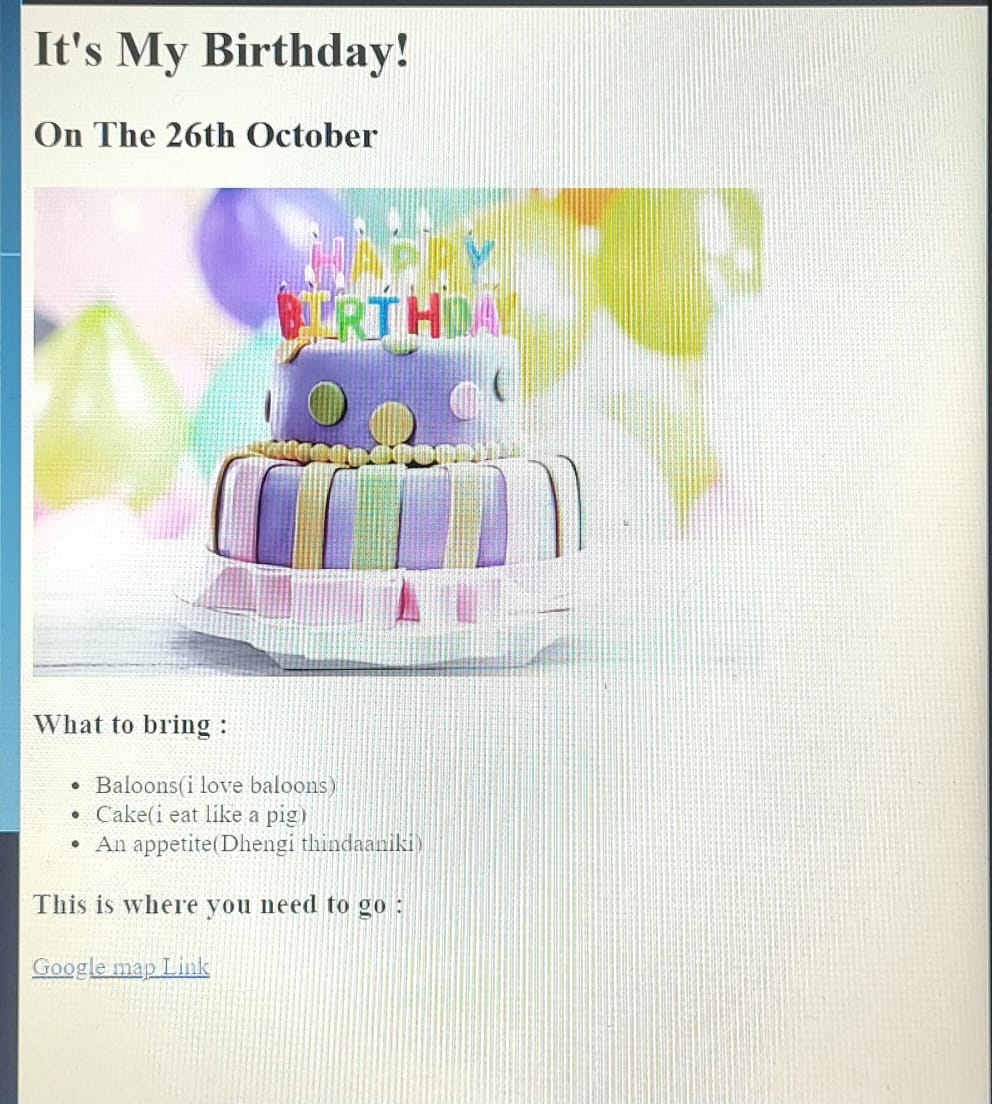 It's My Birthday!
On The 26th October
HAPPY
BIRTHDAY
What to bring :
Baloons(i love baloons)
Cake(i eat like a pig)
An appetite(Dhengi thindaaniki)
This is where you need to go :
Google map Link